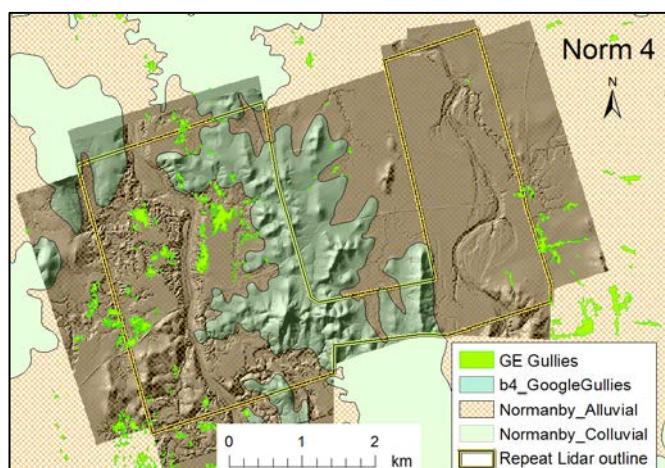 Norm 4
N
GE Gullies
b4_GoogleGullies
Normanby_Alluvial
Normanby_Colluvial
Repeat Lidar outline
0 1 2
km